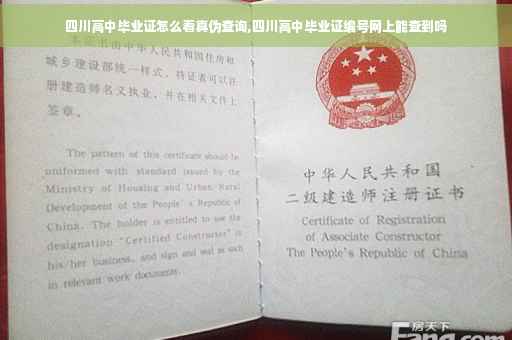 四川高中毕业证怎么看真伪查询,四川高中毕业证编号网上能查到吗
本证书由中华人民共和国住房和
城乡建设部统一样式，持证表可以注
册建造师名义执业，并在相关文件上
签章。
The pattern of this certificate should be
uniformed with standard issued by the
Ministry of Housing and Urban Rural
Development of the People's Republic of
China. The holder is entitled to use the
designation "Certified Constructor" in
his/her business, and sign and seal as such
in relevant work documents.
中华人民共和国
二级建造师注册证书
Certificate of Registration
of Associate Constructor
The People's Republic of China
房天下
Fang.com